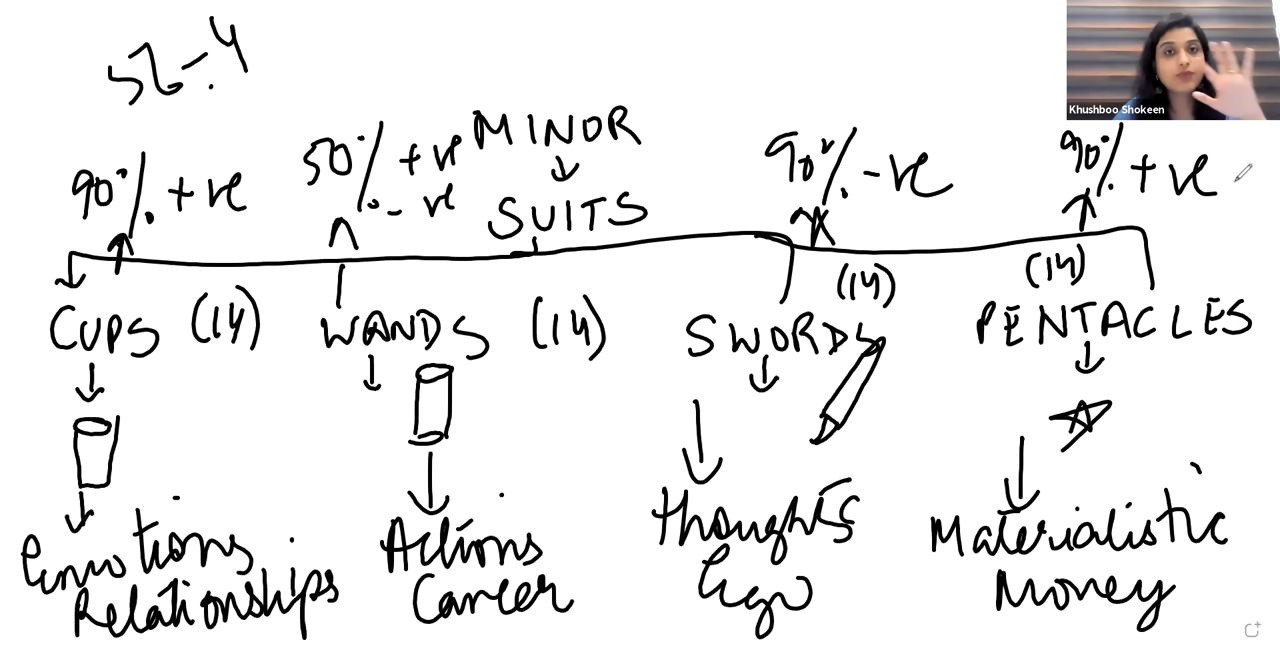 52-4
Khushboo Shokeen
MINOR
SUITS
90% +ve
50% +ve
- ve
90% -ve
90% +ve
CUPS (14)
WANDS (14)
SWORDS (14)
PENTACLES (14)
Emotions
Relationships
Actions
Career
Thoughts
Ego
Materialistic
Money